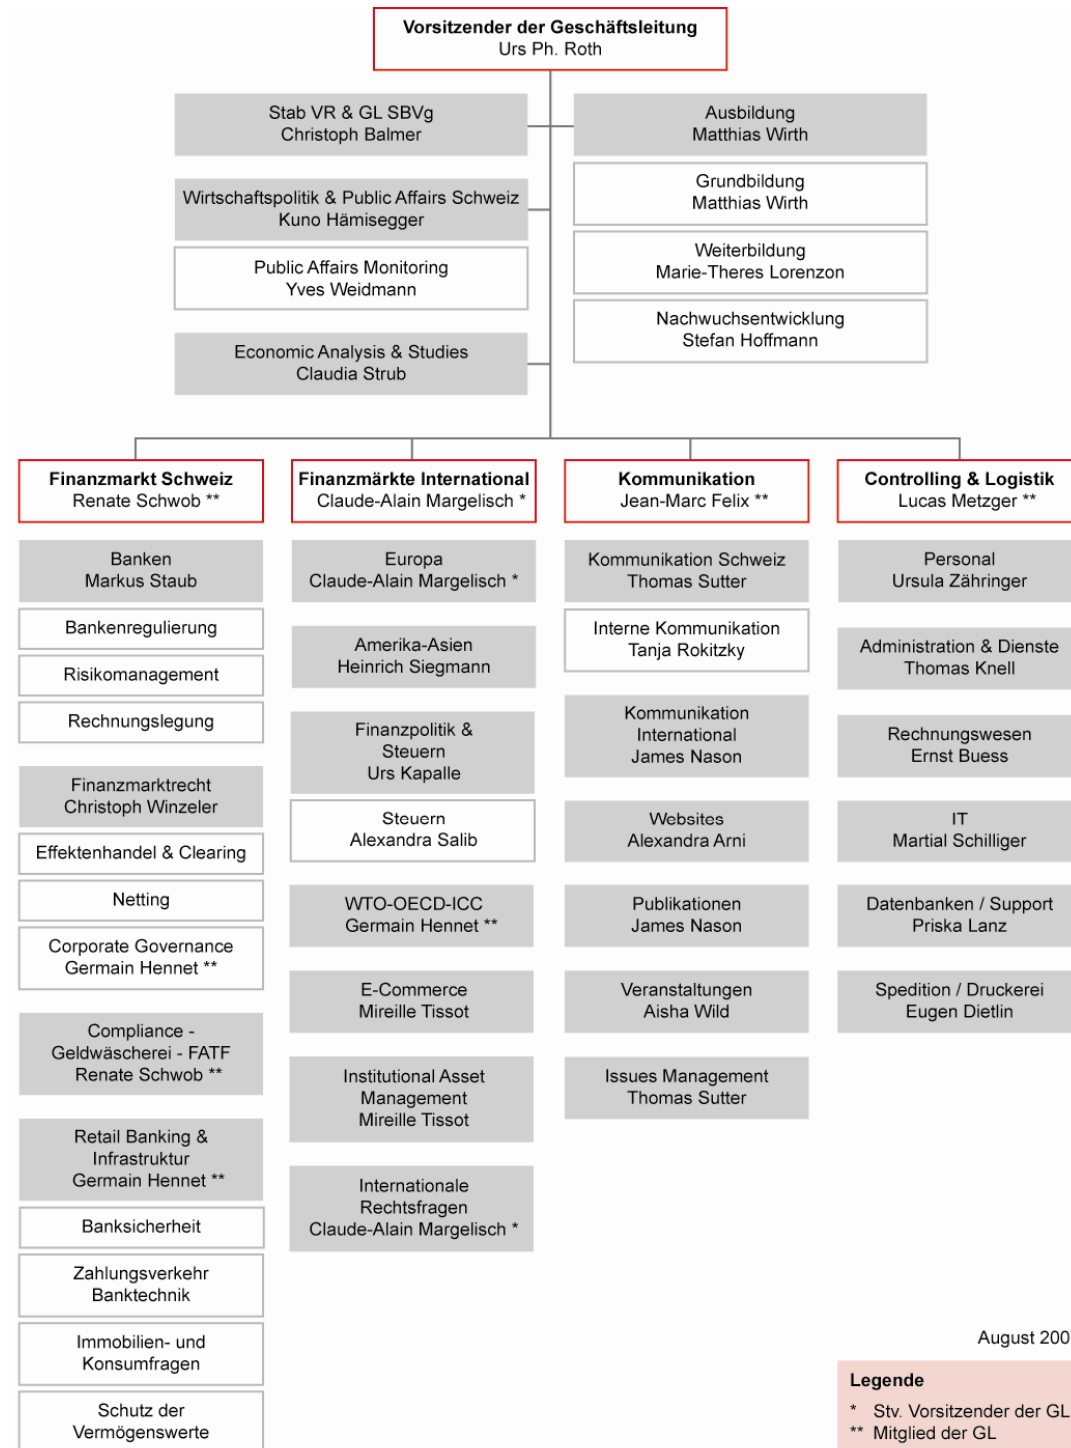 Vorsitzender der Geschäftsleitung
Urs Ph. Roth
Stab VR & GL SBVg
Christoph Balmer
Wirtschaftspolitik & Public Affairs Schweiz
Kuno Hämisegger
Public Affairs Monitoring
Yves Weidmann
Economic Analysis & Studies
Claudia Strub
Ausbildung
Matthias Wirth
Grundbildung
Matthias Wirth
Weiterbildung
Marie-Theres Lorenzon
Nachwuchsentwicklung
Stefan Hoffmann
Finanzmarkt Schweiz
Renate Schwob **
Banken
Markus Staub
Bankenregulierung
Risikomanagement
Rechnungslegung
Finanzmarktrecht
Christoph Winzeler
Effektenhandel & Clearing
Netting
Corporate Governance
Germain Hennet **
Compliance -
Geldwäscherei - FATF
Renate Schwob **
Retail Banking &
Infrastruktur
Germain Hennet **
Banksicherheit
Zahlungsverkehr
Banktechnik
Immobilien- und
Konsumfragen
Schutz der
Vermögenswerte
Finanzmärkte International
Claude-Alain Margelisch *
Europa
Claude-Alain Margelisch *
Amerika-Asien
Heinrich Siegmann
Finanzpolitik &
Steuern
Urs Kapalle
Steuern
Alexandra Salib
WTO-OECD-ICC
Germain Hennet **
E-Commerce
Mireille Tissot
Institutional Asset
Management
Mireille Tissot
Internationale
Rechtsfragen
Claude-Alain Margelisch *
Kommunikation
Jean-Marc Felix **
Kommunikation Schweiz
Thomas Sutter
Interne Kommunikation
Tanja Rokitzky
Kommunikation
International
James Nason
Websites
Alexandra Arni
Publikationen
James Nason
Veranstaltungen
Aisha Wild
Issues Management
Thomas Sutter
Controlling & Logistik
Lucas Metzger **
Personal
Ursula Zähringer
Administration & Dienste
Thomas Knell
Rechnungswesen
Ernst Buess
IT
Martial Schilliger
Datenbanken / Support
Priska Lanz
Spedition / Druckerei
Eugen Dietlin
August 200
Legende
* Stv. Vorsitzender der GL
** Mitglied der GL